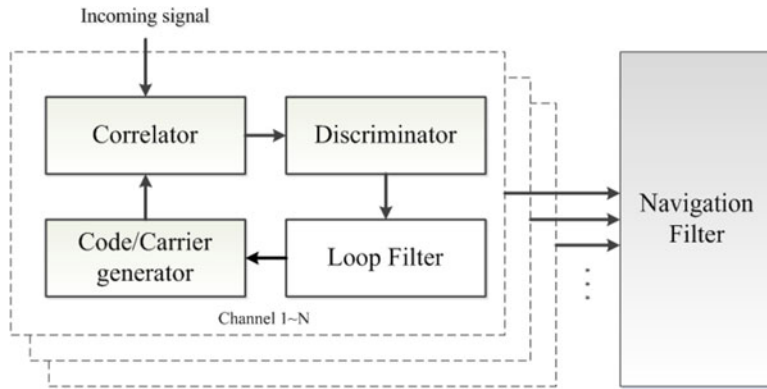 Incoming signal
Correlator
Discriminator
Code/Carrier
generator
Loop Filter
Channel 1~N
Navigation
Filter